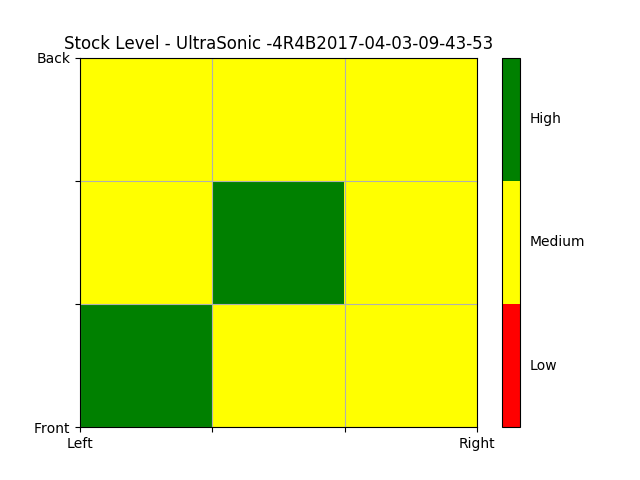 Stock Level - UltraSonic -4R4B2017-04-03-09-43-53
Back
High
Medium
Low
Front
Left
Right